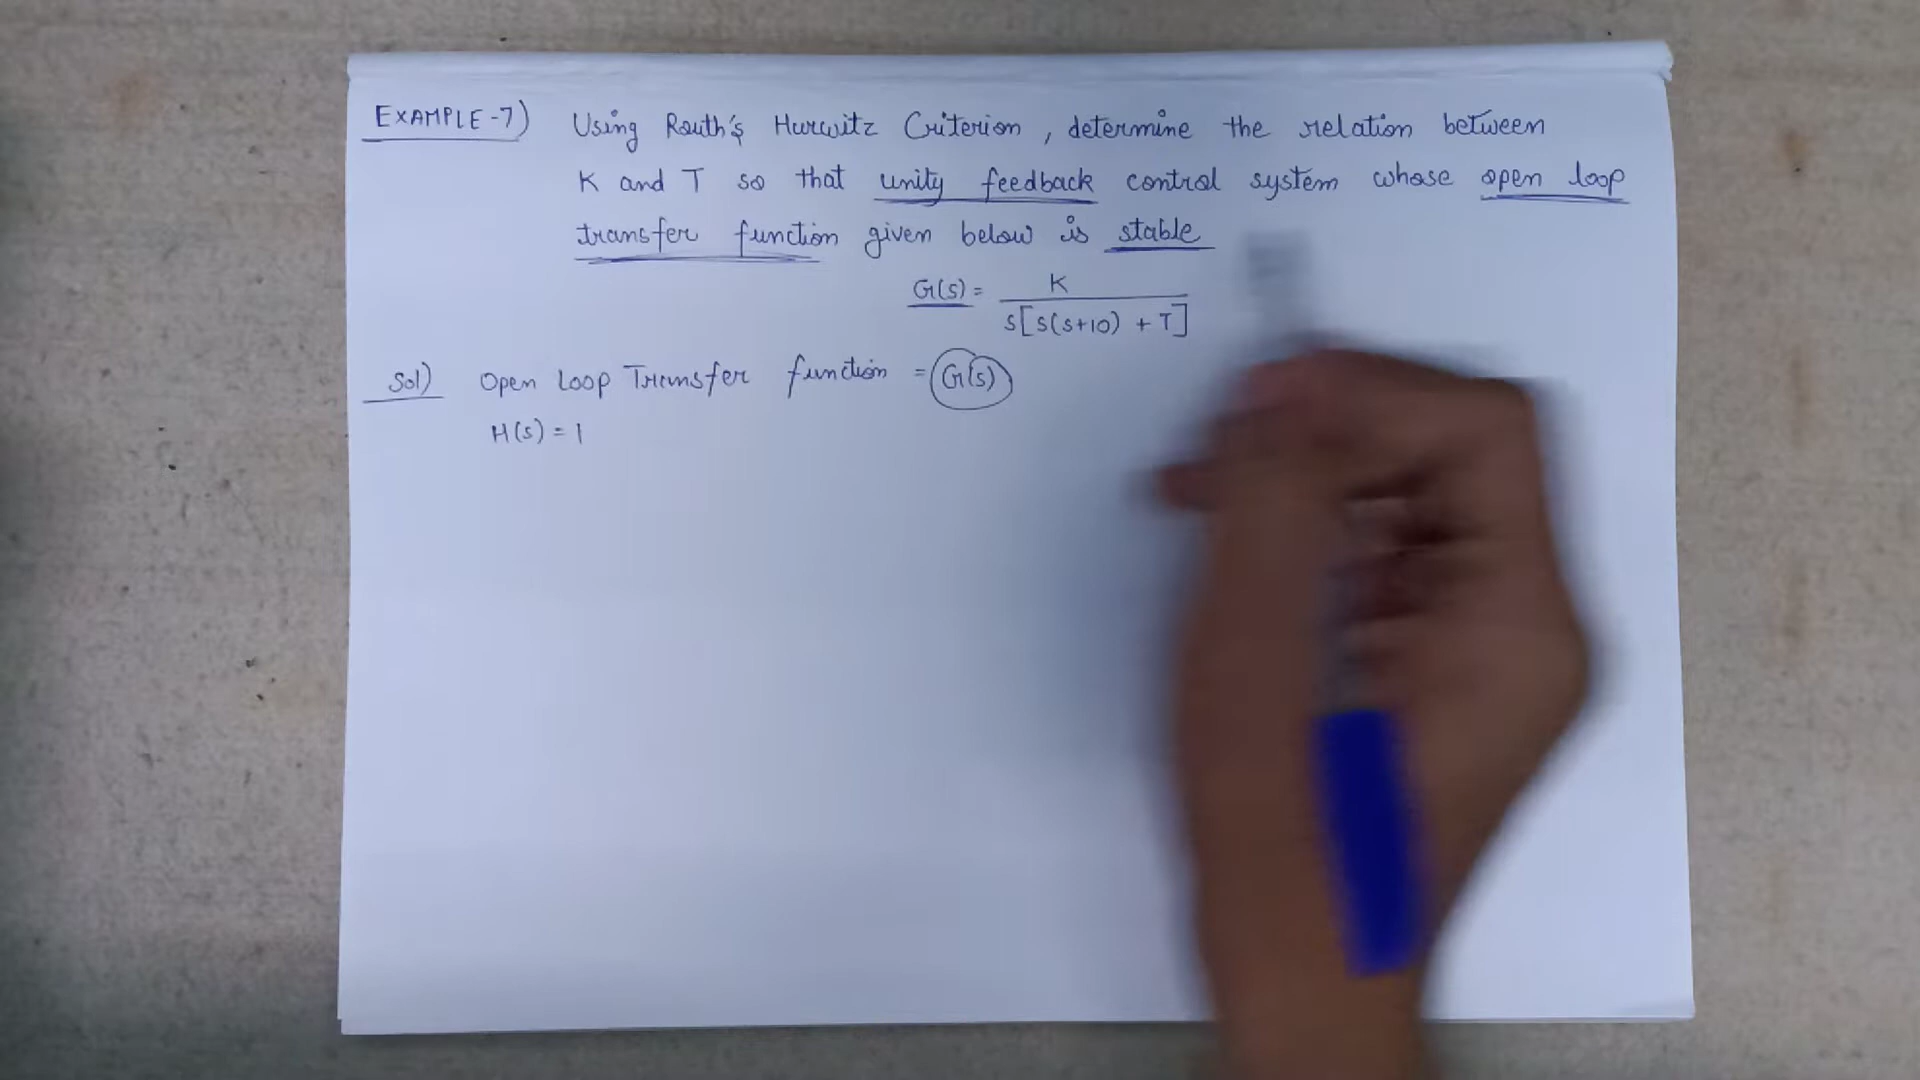 EXAMPLE-7) Using Routh's Hurwitz Criterion, determine the relation between
K and T so that unity feedback control system whose open loop
transfer function given below is stable
G(s) = K / s[s(s+10) + T]
Sol) Open Loop Transfer function = G(s)
H(s) = 1